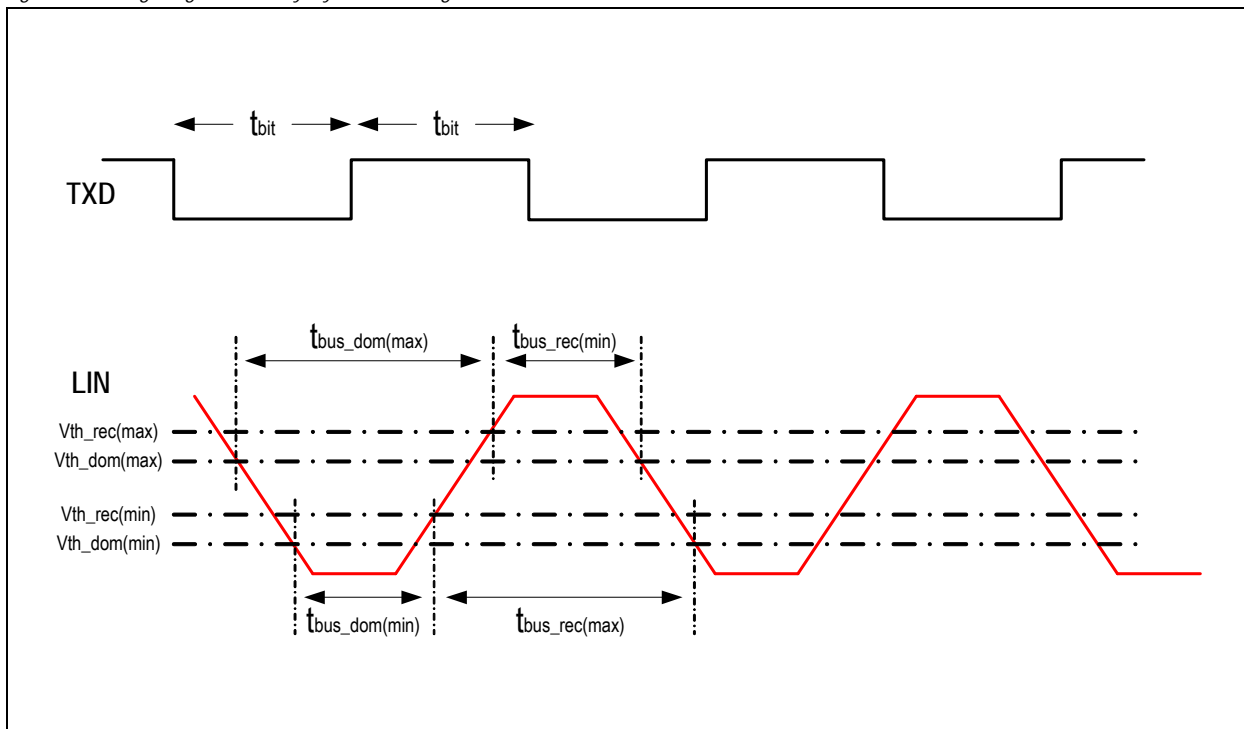 tbit tbit
TXD
tbus_dom(max) tbus_rec(min)
LIN
Vth_rec(max)
Vth_dom(max)
Vth_rec(min)
Vth_dom(min)
tbus_dom(min) tbus_rec(max)